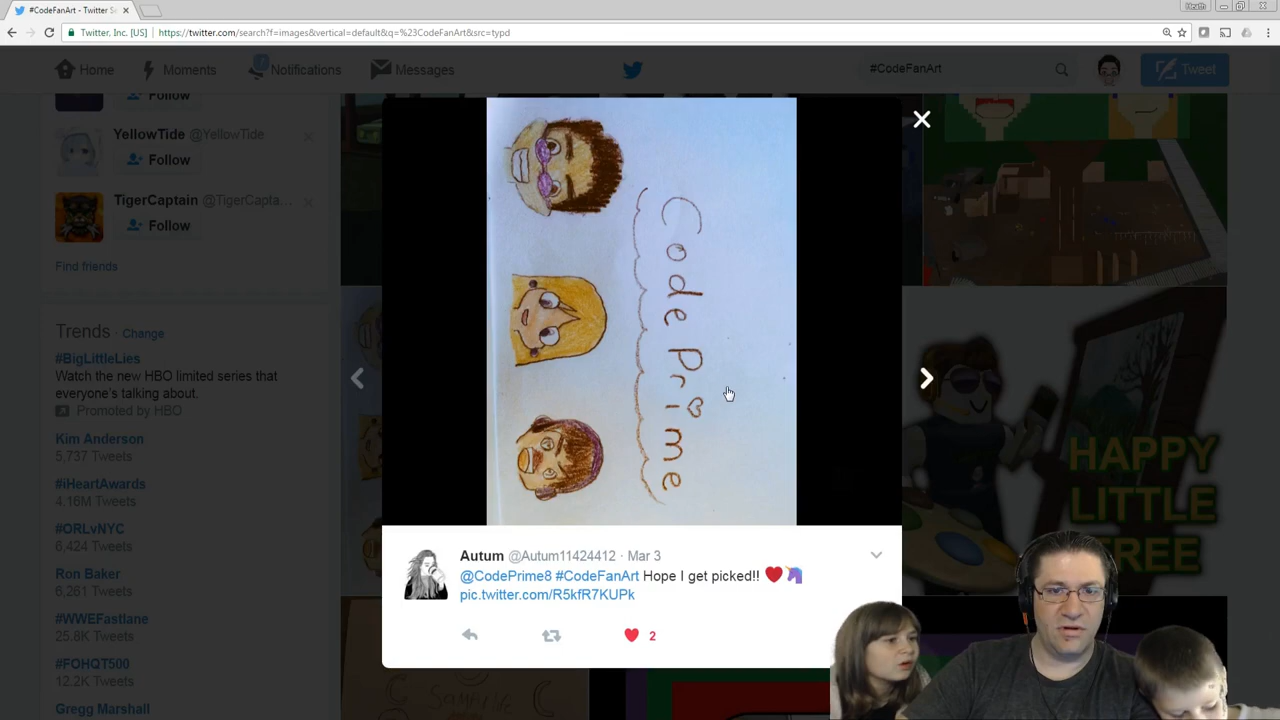 #CodeFanArt - Twitter Se
Heath
Twitter, Inc. [US] https://twitter.com/search?f=images&vertical=default&q=%23CodeFanArt&src=typd
Home Moments Notifications Messages #CodeFanArt Tweet
Follow
YellowTide @YellowTide
Follow
TigerCaptain @TigerCapta...
Follow
Find friends
Trends · Change
#BigLittleLies
Watch the new HBO limited series that
everyone's talking about.
Promoted by HBO
Kim Anderson
5,737 Tweets
#iHeartAwards
4.16M Tweets
#ORLvNYC
6,424 Tweets
Ron Baker
6,261 Tweets
#WWEFastlane
25.8K Tweets
#FOHQT500
12.2K Tweets
Gregg Marshall
Code Prime
Autum @Autum11424412 · Mar 3
@CodePrime8 #CodeFanArt Hope I get picked!!
pic.twitter.com/R5kfR7KUPk
2
HAPPY
LITTLE
TREE